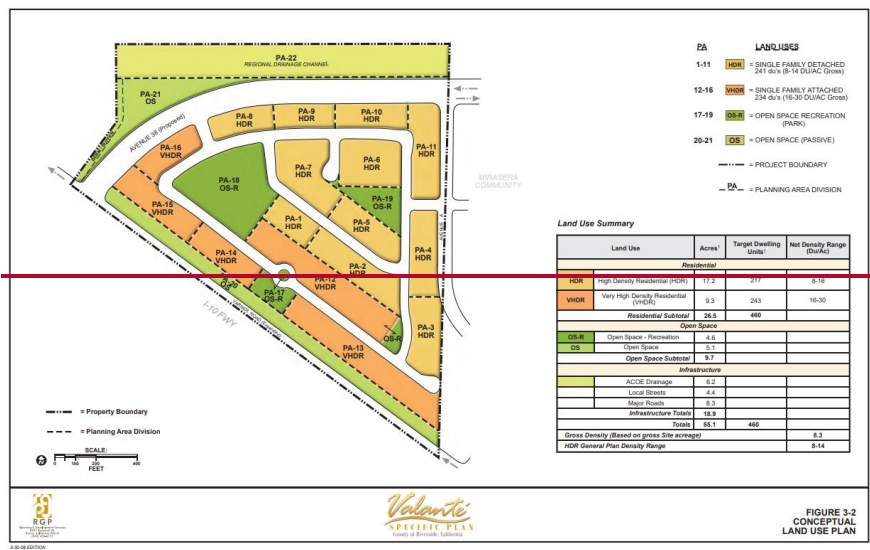 PA-22
REGIONAL DRAINAGE CHANNEL
PA-21
OS
AVENUE 38 (Proposed)
PA-8
HDR
PA-9
HDR
PA-10
HDR
PA-11
HDR
PA-16
VHDR
PA-18
OS-R
PA-7
HDR
PA-6
HDR
PA-19
OS-R
PA-15
VHDR
PA-1
HDR
PA-5
HDR
PA-14
VHDR
PA-2
HDR
PA-4
HDR
PA-20
OS
PA-17
OS-R
PA-12
VHDR
PA-3
HDR
OS-R
PA-13
VHDR
I-10 FWY
MIRASERA
COMMUNITY
PA LAND USES
1-11 HDR = SINGLE FAMILY DETACHED
241 du's (8-14 DU/AC Gross)
12-16 VHDR = SINGLE FAMILY ATTACHED
234 du's (16-30 DU/AC Gross)
17-19 OS-R = OPEN SPACE RECREATION
(PARK)
20-21 OS = OPEN SPACE (PASSIVE)
= PROJECT BOUNDARY
PA = PLANNING AREA DIVISION
Land Use Summary
Land Use Acres¹ Target Dwelling Units¹ Net Density Range (Du/Ac)
Residential
HDR High Density Residential (HDR) 17.2 217 8-16
VHDR Very High Density Residential (VHDR) 9.3 243 16-30
Residential Subtotal 26.5 460
Open Space
OS-R Open Space - Recreation 4.6
OS Open Space 5.1
Open Space Subtotal 9.7
Infrastructure
ACOE Drainage 6.2
Local Streets 4.4
Major Roads 8.3
Infrastructure Totals 18.9
Totals 55.1 460
Gross Density (Based on gross Site acreage) 8.3
HDR General Plan Density Range 8-14
= Property Boundary
= Planning Area Division
SCALE:
0 100 200 400
FEET
RGP
Valanté
SPECIFIC PLAN
County of Riverside, California
FIGURE 3-2
CONCEPTUAL
LAND USE PLAN